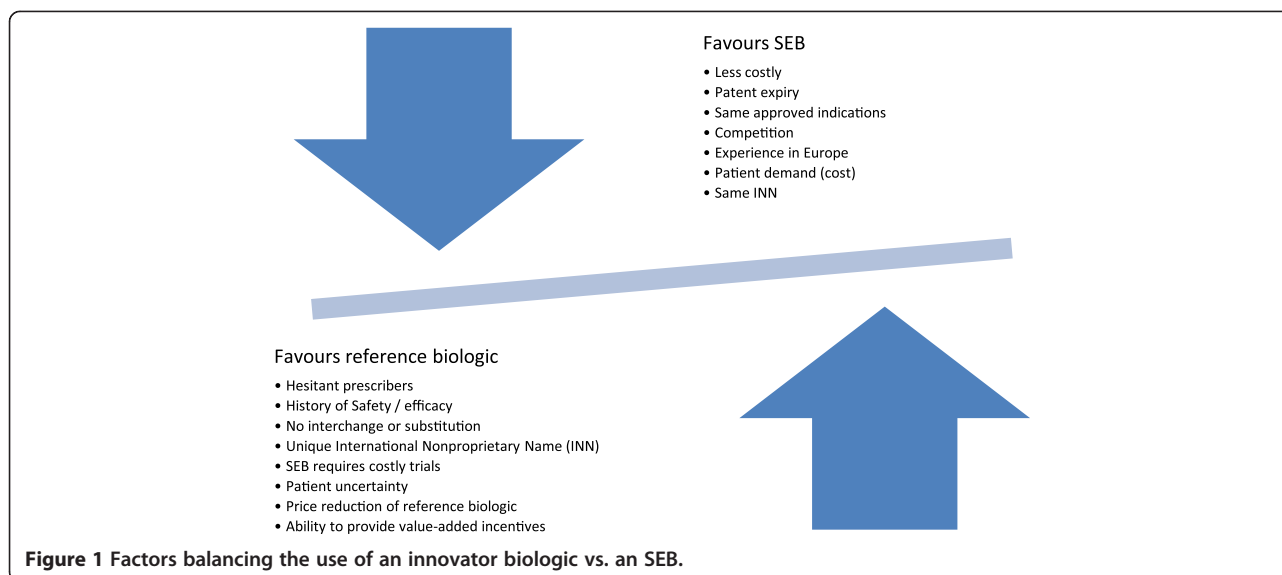 Favours SEB
• Less costly
• Patent expiry
• Same approved indications
• Competition
• Experience in Europe
• Patient demand (cost)
• Same INN
Favours reference biologic
• Hesitant prescribers
• History of Safety / efficacy
• No interchange or substitution
• Unique International Nonproprietary Name (INN)
• SEB requires costly trials
• Patient uncertainty
• Price reduction of reference biologic
• Ability to provide value-added incentives
Figure 1 Factors balancing the use of an innovator biologic vs. an SEB.